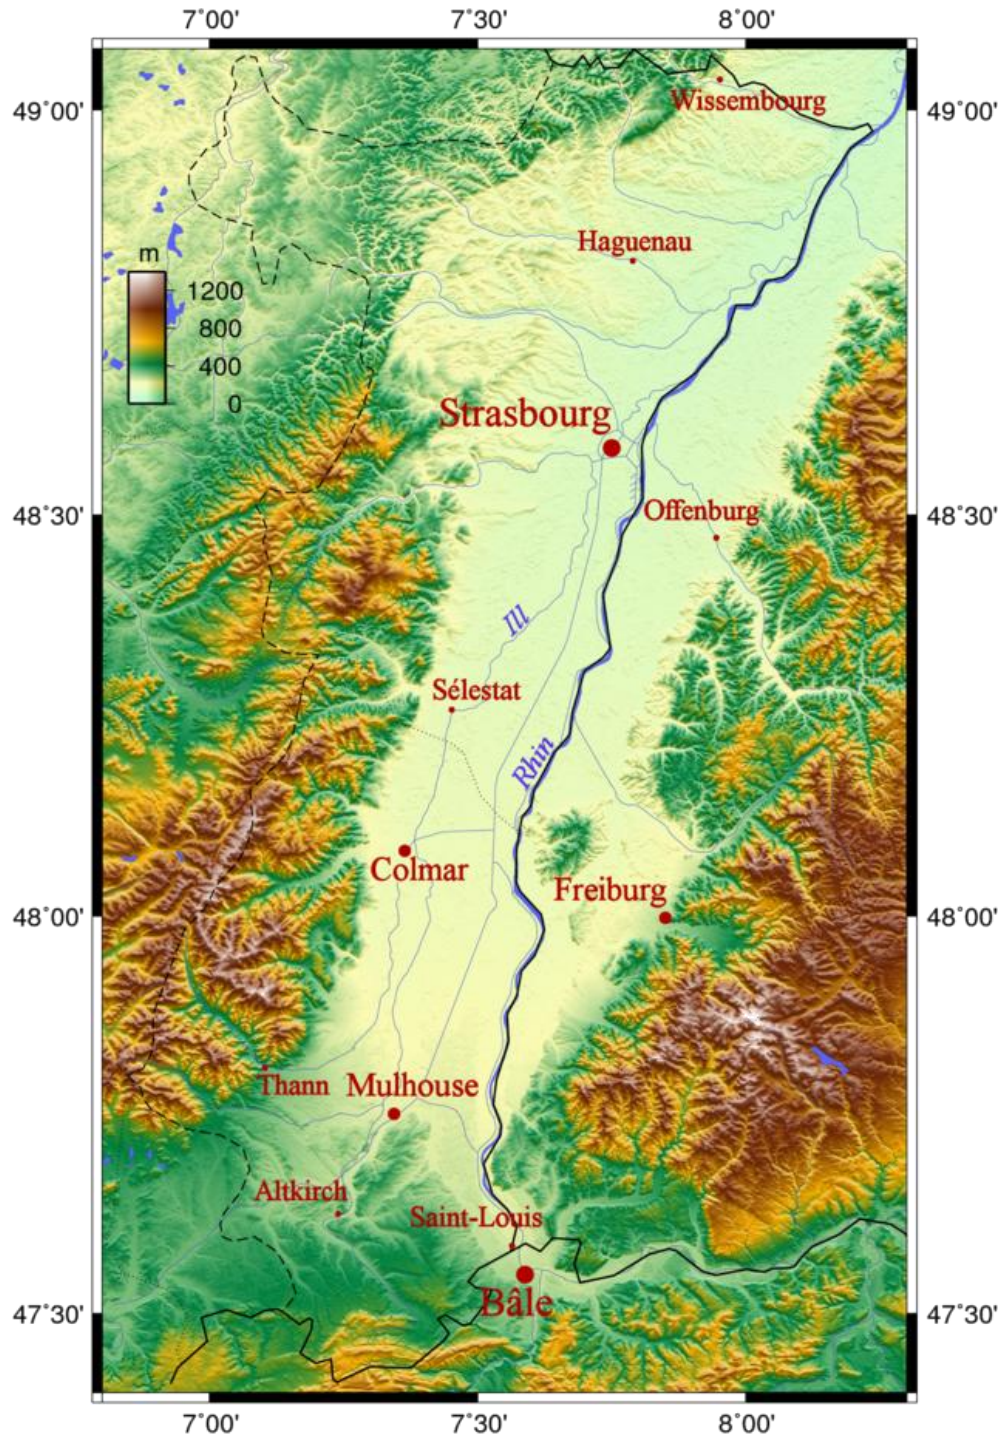 7°00' 7°30' 8°00'
49°00' 49°00'
Wissembourg
Haguenau
m
1200
800
400
0
Strasbourg
48°30' 48°30'
Offenburg
Ill
Sélestat
Rhin
Colmar
Freiburg
48°00' 48°00'
Thann Mulhouse
Altkirch
Saint-Louis
Bâle
47°30' 47°30'
7°00' 7°30' 8°00'